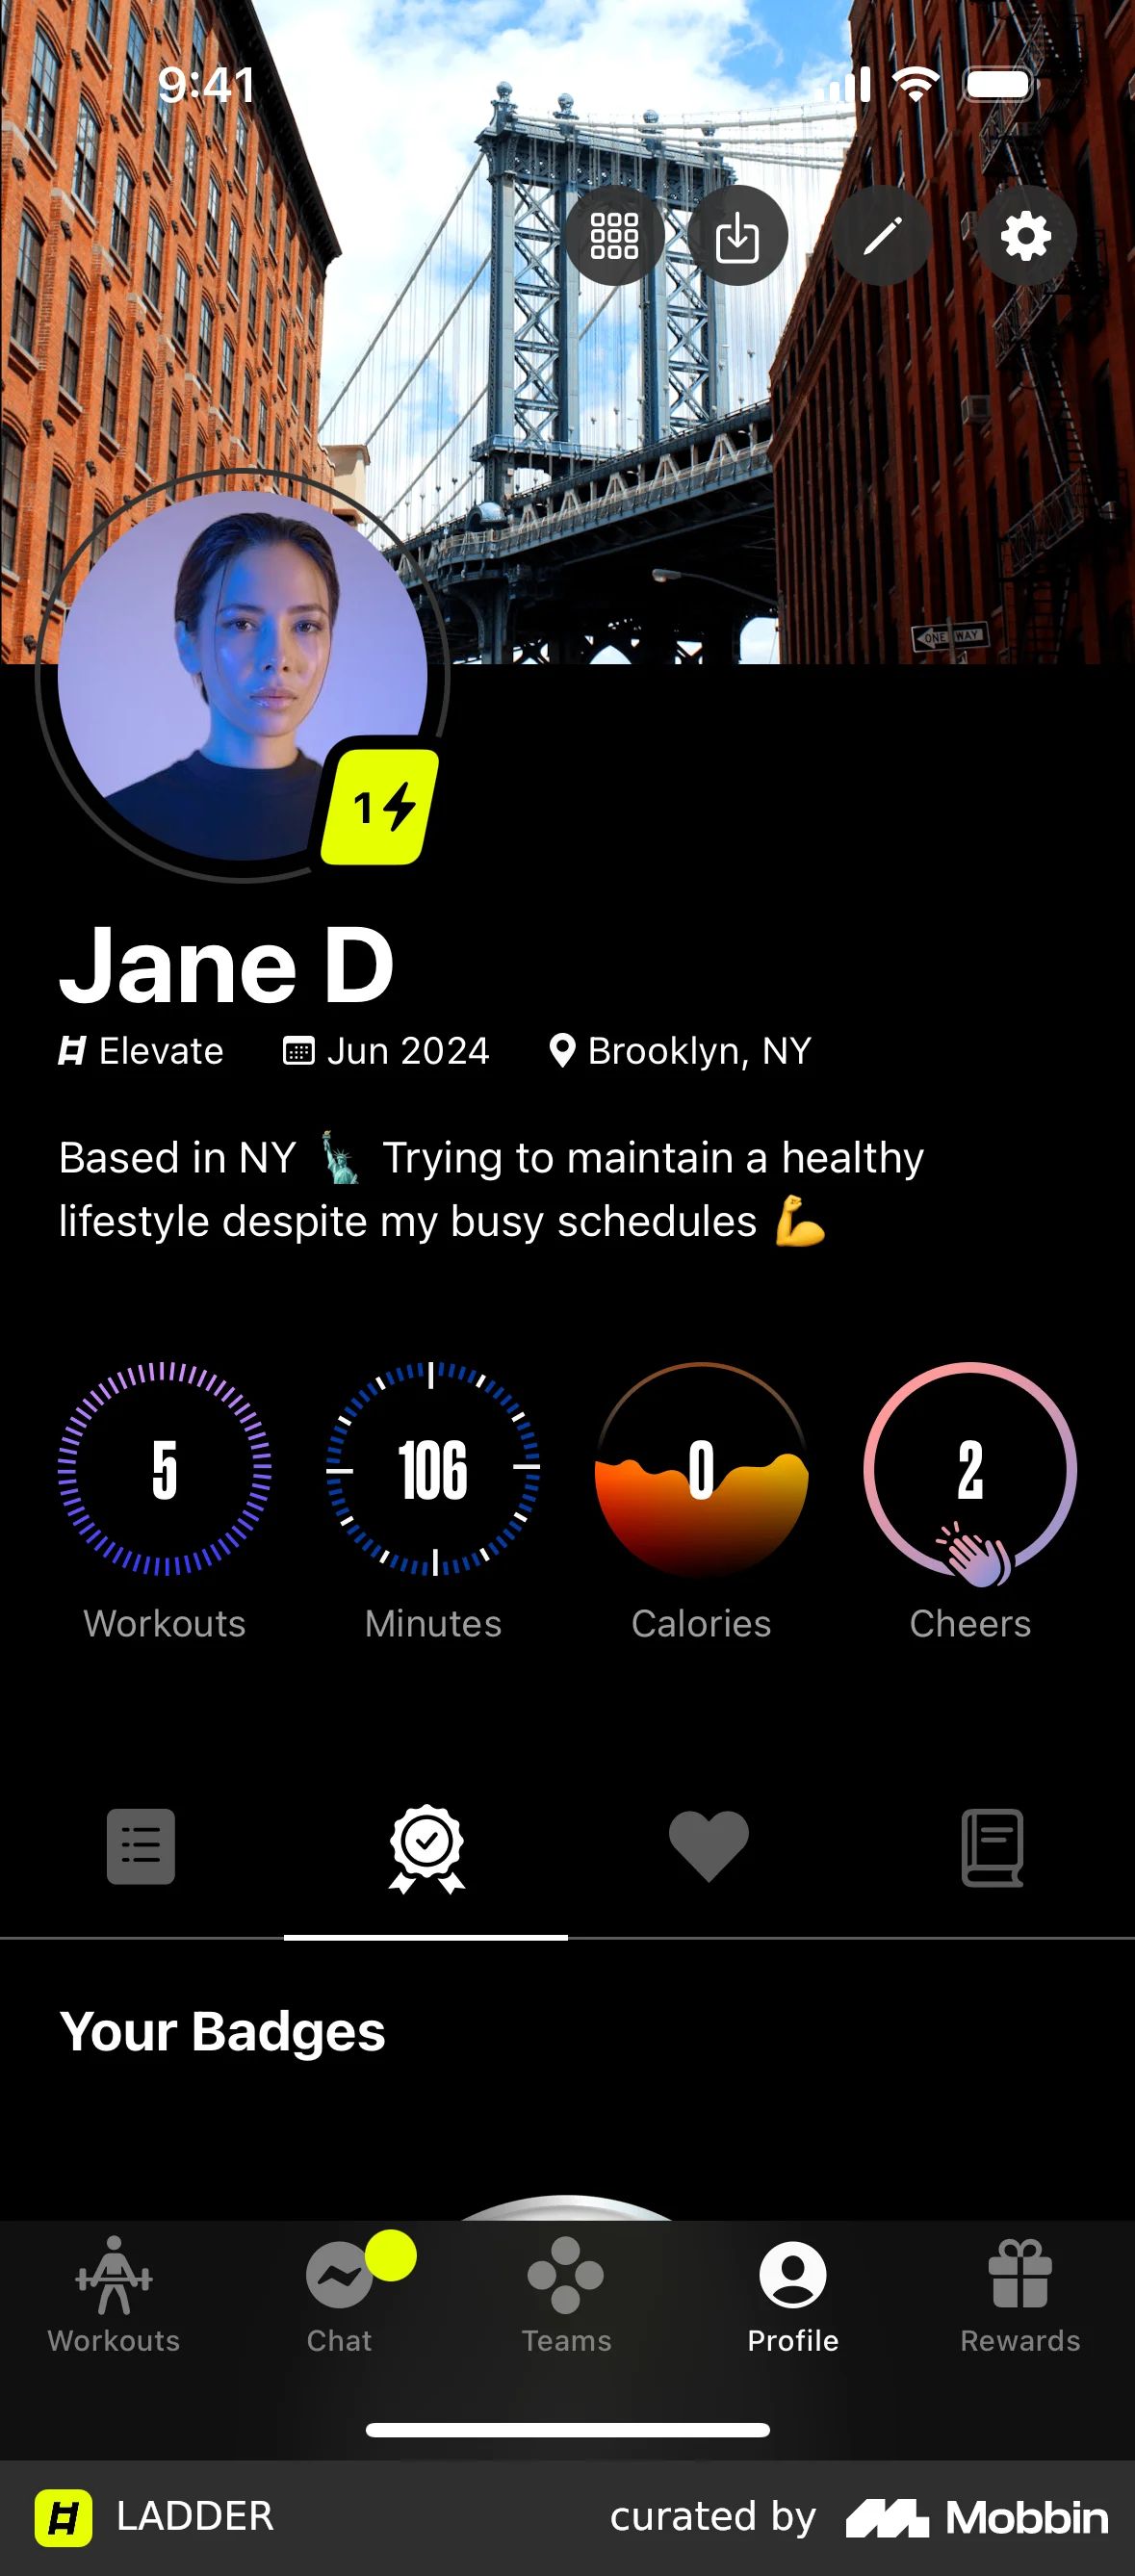 9:41
ONE WAY
1
Jane D
Elevate Jun 2024 Brooklyn, NY
Based in NY 🗽 Trying to maintain a healthy
lifestyle despite my busy schedules 💪
5 106 0 2
Workouts Minutes Calories Cheers
Your Badges
Workouts Chat Teams Profile Rewards
LADDER curated by Mobbin